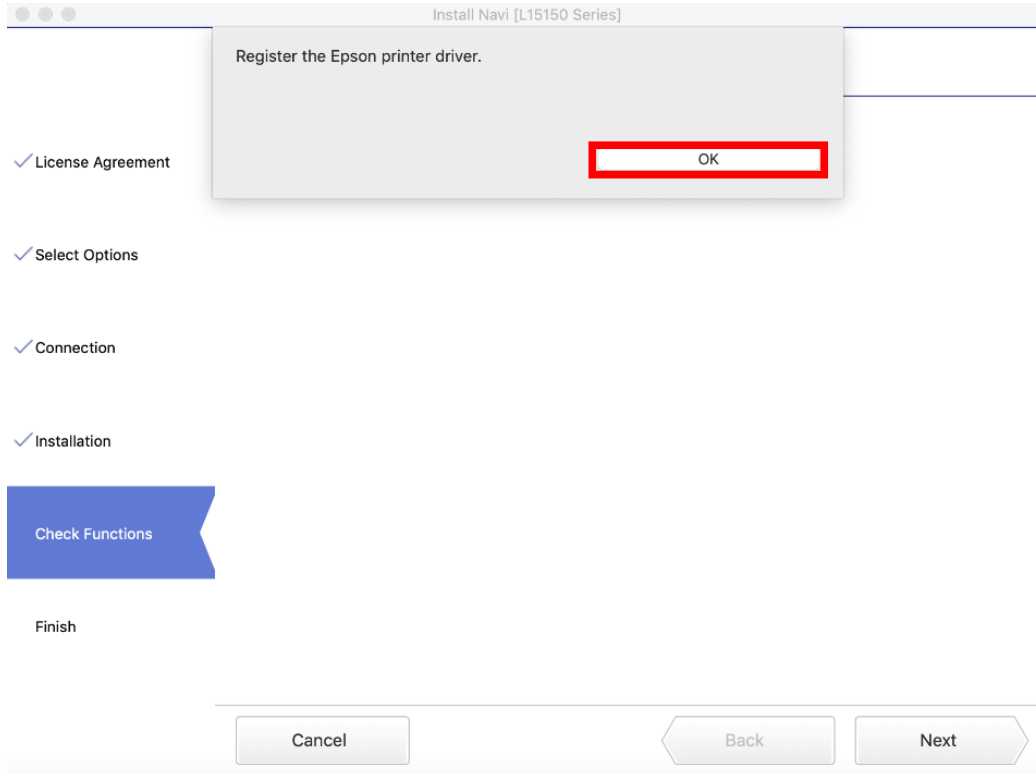 Install Navi [L15150 Series]
Register the Epson printer driver.
OK
License Agreement
Select Options
Connection
Installation
Check Functions
Finish
Cancel
Back
Next